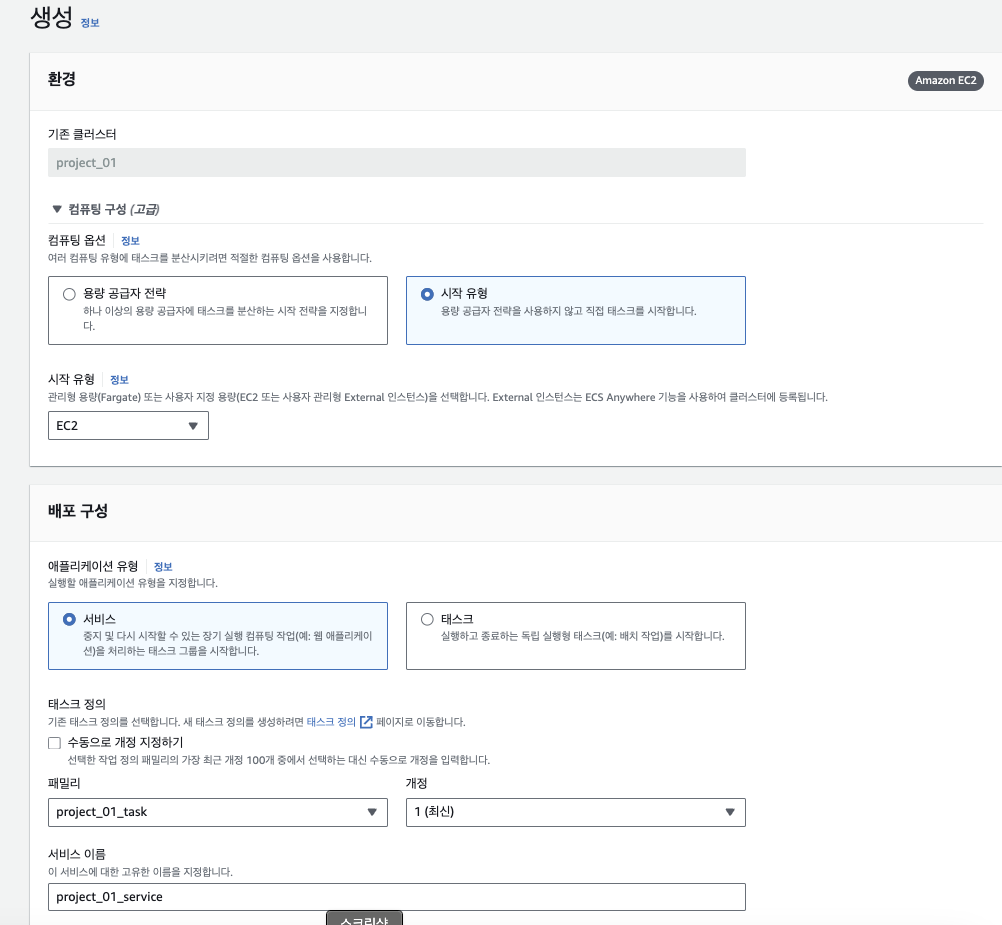 생성 정보
환경
Amazon EC2
기존 클러스터
project_01
▼ 컴퓨팅 구성 (고급)
컴퓨팅 옵션 정보
여러 컴퓨팅 유형에 태스크를 분산시키려면 적절한 컴퓨팅 옵션을 사용합니다.
용량 공급자 전략
하나 이상의 용량 공급자에 태스크를 분산하는 시작 전략을 지정합니
다.
시작 유형
용량 공급자 전략을 사용하지 않고 직접 태스크를 시작합니다.
시작 유형 정보
관리형 용량(Fargate) 또는 사용자 지정 용량(EC2 또는 사용자 관리형 External 인스턴스)을 선택합니다. External 인스턴스는 ECS Anywhere 기능을 사용하여 클러스터에 등록됩니다.
EC2
배포 구성
애플리케이션 유형 정보
실행할 애플리케이션 유형을 지정합니다.
서비스
중지 및 다시 시작할 수 있는 장기 실행 컴퓨팅 작업(예: 웹 애플리케이
션)을 처리하는 태스크 그룹을 시작합니다.
태스크
실행하고 종료하는 독립 실행형 태스크(예: 배치 작업)를 시작합니다.
태스크 정의
기존 태스크 정의를 선택합니다. 새 태스크 정의를 생성하려면 태스크 정의 페이지로 이동합니다.
수동으로 개정 지정하기
선택한 작업 정의 패밀리의 가장 최근 개정 100개 중에서 선택하는 대신 수동으로 개정을 입력합니다.
패밀리
project_01_task
개정
1 (최신)
서비스 이름
이 서비스에 대한 고유한 이름을 지정합니다.
project_01_service
스크린샷